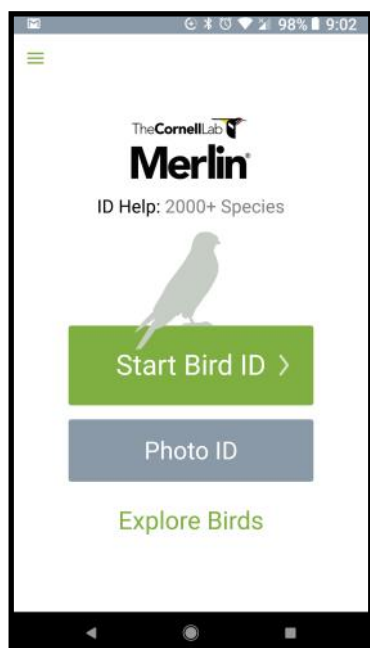 98% 9:02
TheCornellLab
Merlin®
ID Help: 2000+ Species
Start Bird ID >
Photo ID
Explore Birds